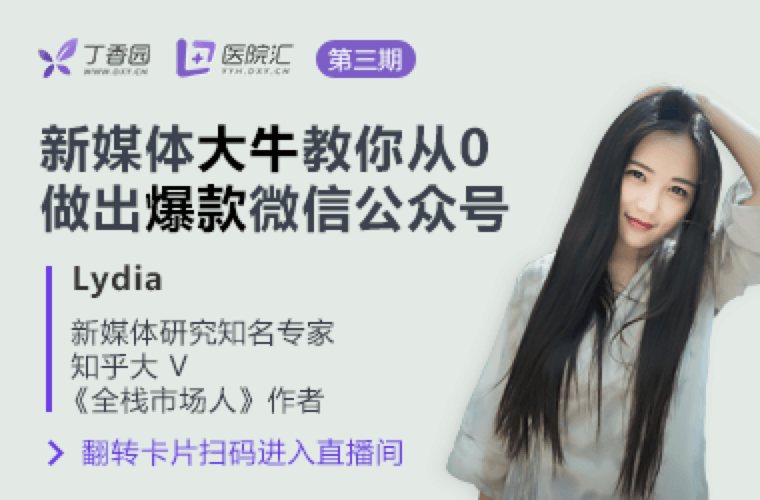 丁香园
WWW.DXY.CN
医院汇
YYH.DXY.CN
第三期
新媒体大牛教你从0
做出爆款微信公众号
Lydia
新媒体研究知名专家
知乎大 V
《全栈市场人》作者
翻转卡片扫码进入直播间